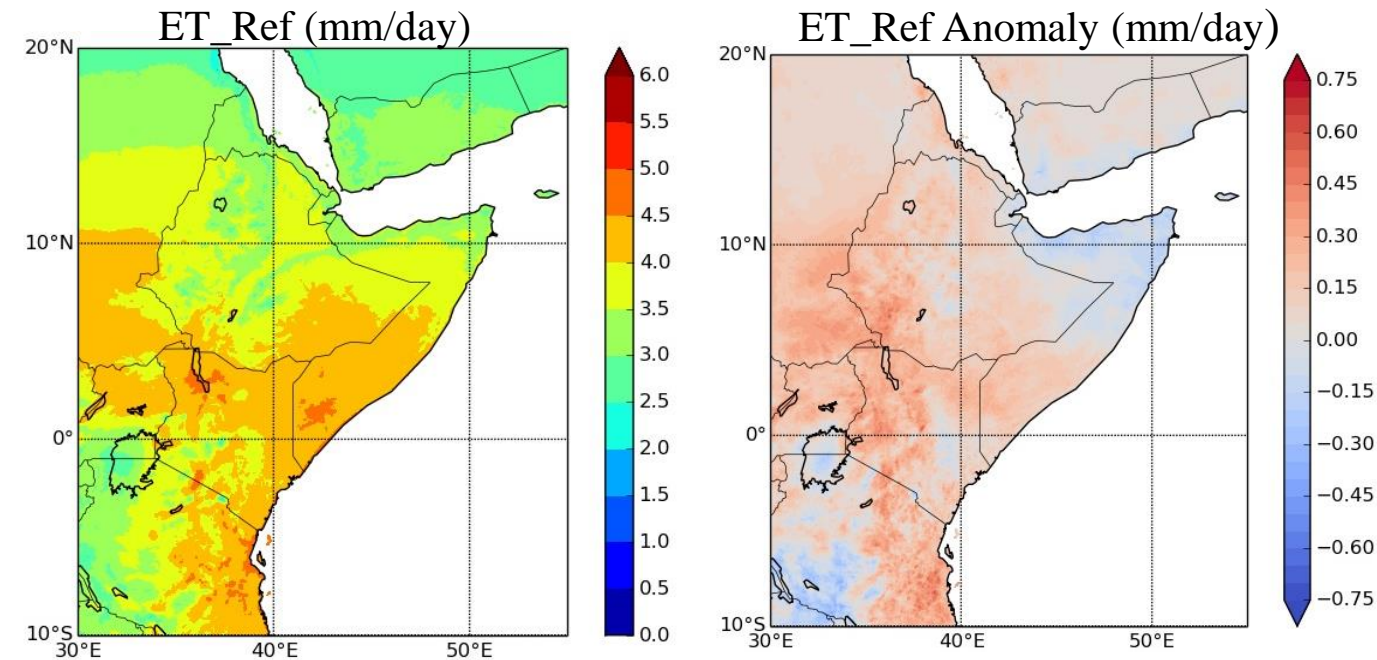 ET_Ref (mm/day)
20°N
10°N
0°
10°S
30°E
40°E
50°E
6.0
5.5
5.0
4.5
4.0
3.5
3.0
2.5
2.0
1.5
1.0
0.5
0.0
ET_Ref Anomaly (mm/day)
20°N
10°N
0°
10°S
30°E
40°E
50°E
0.75
0.60
0.45
0.30
0.15
0.00
−0.15
−0.30
−0.45
−0.60
−0.75